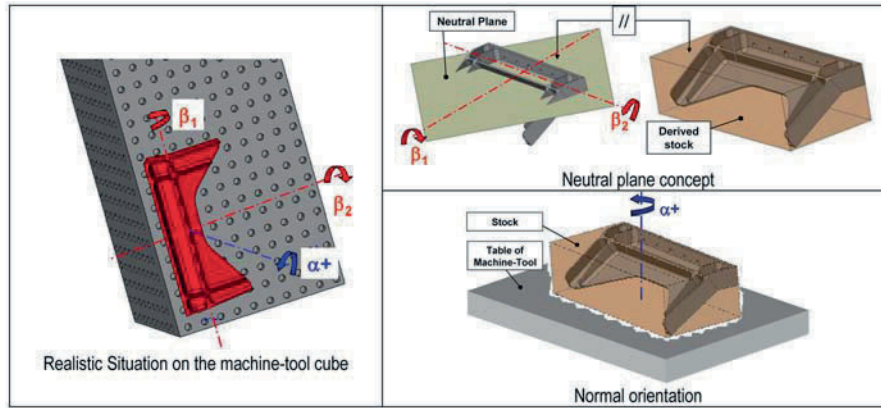 β1
β2
α+
Realistic Situation on the machine-tool cube
Neutral Plane
//
β2
β1
Derived
stock
Neutral plane concept
α+
Stock
Table of
Machine-Tool
Normal orientation